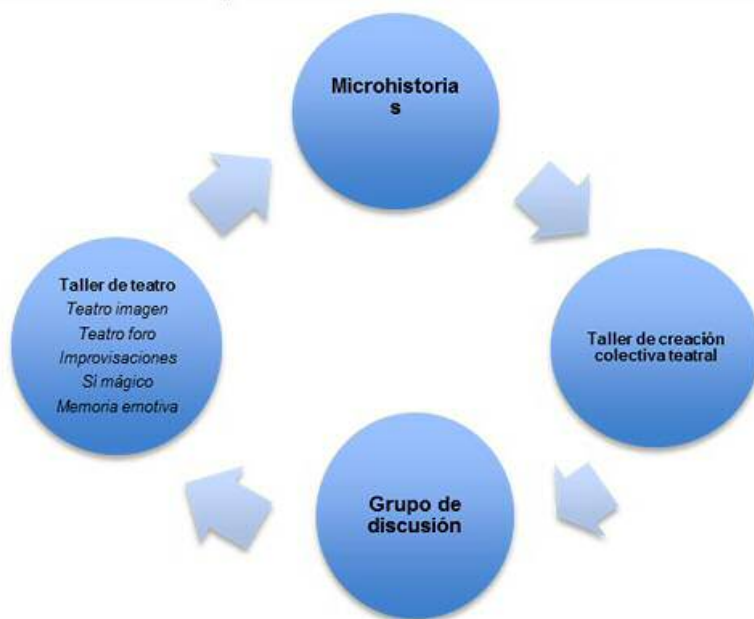 Microhistoria
s
Taller de teatro
Teatro imagen
Teatro foro
Improvisaciones
Si mágico
Memoria emotiva
Taller de creación
colectiva teatral
Grupo de
discusión